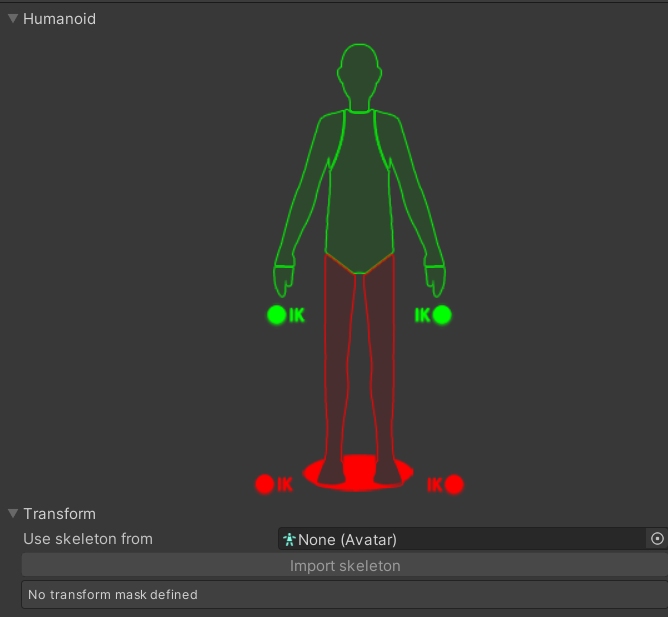 Humanoid
IK
IK
IK
IK
Transform
Use skeleton from None (Avatar)
Import skeleton
No transform mask defined